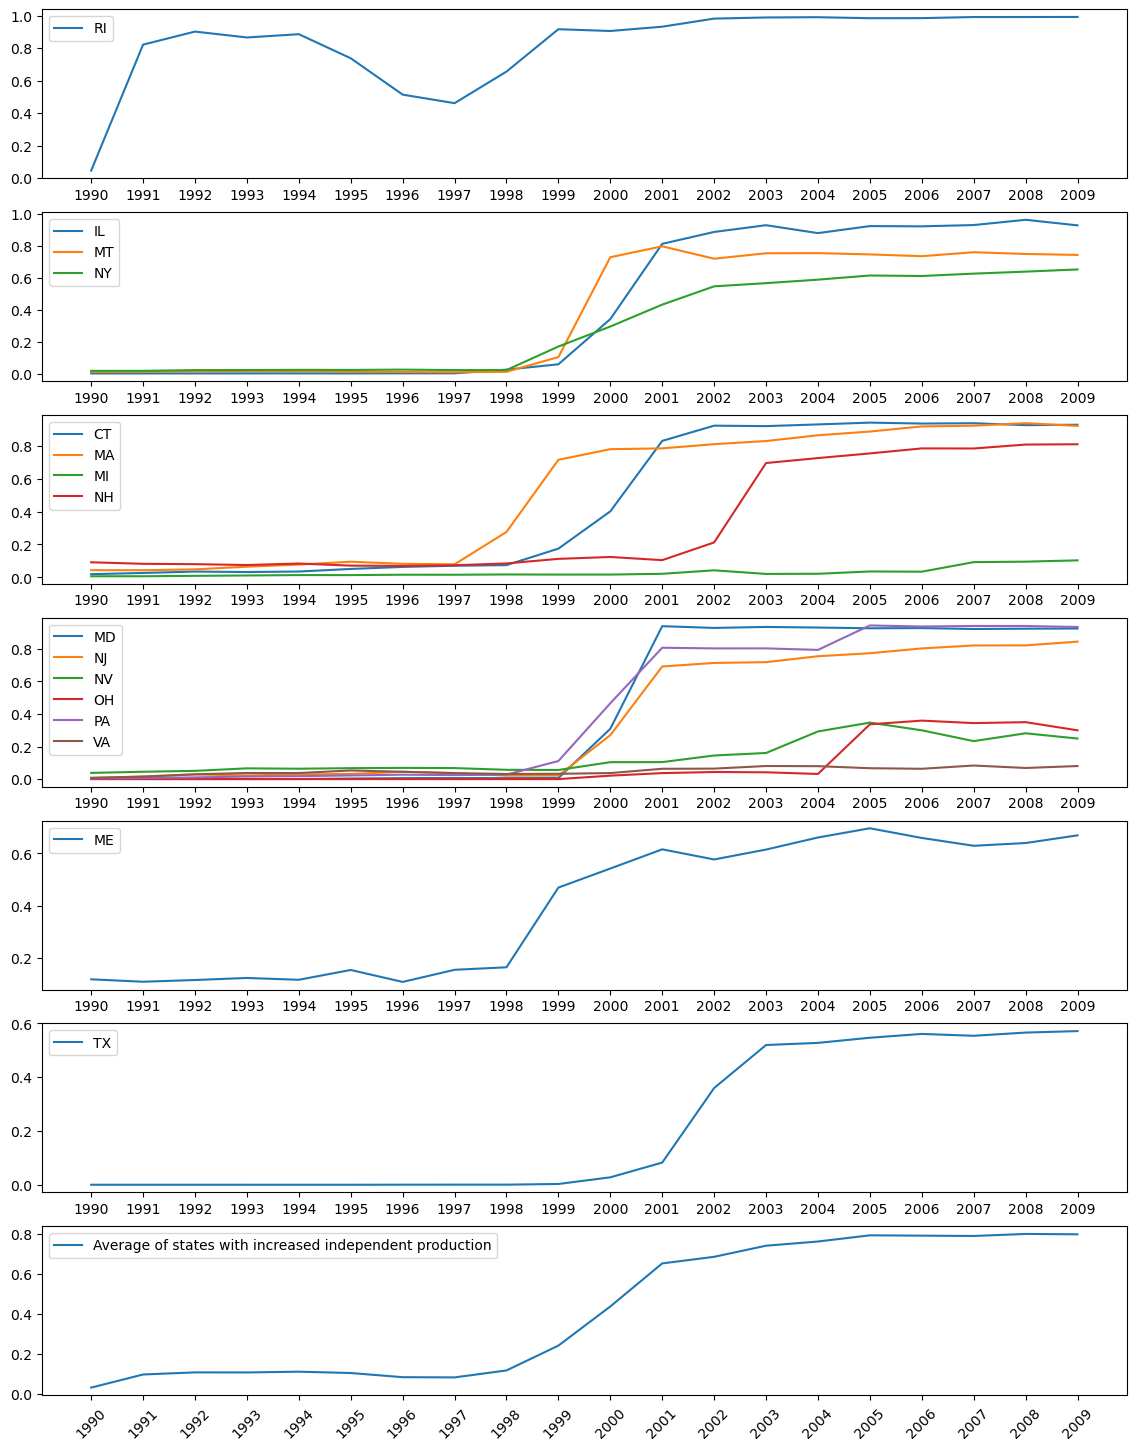 1.0
0.8
0.6
0.4
0.2
0.0
RI
1990 1991 1992 1993 1994 1995 1996 1997 1998 1999 2000 2001 2002 2003 2004 2005 2006 2007 2008 2009
1.0
0.8
0.6
0.4
0.2
0.0
IL
MT
NY
1990 1991 1992 1993 1994 1995 1996 1997 1998 1999 2000 2001 2002 2003 2004 2005 2006 2007 2008 2009
0.8
0.6
0.4
0.2
0.0
CT
MA
MI
NH
1990 1991 1992 1993 1994 1995 1996 1997 1998 1999 2000 2001 2002 2003 2004 2005 2006 2007 2008 2009
0.8
0.6
0.4
0.2
0.0
MD
NJ
NV
OH
PA
VA
1990 1991 1992 1993 1994 1995 1996 1997 1998 1999 2000 2001 2002 2003 2004 2005 2006 2007 2008 2009
0.6
0.4
0.2
ME
1990 1991 1992 1993 1994 1995 1996 1997 1998 1999 2000 2001 2002 2003 2004 2005 2006 2007 2008 2009
0.6
0.4
0.2
0.0
TX
1990 1991 1992 1993 1994 1995 1996 1997 1998 1999 2000 2001 2002 2003 2004 2005 2006 2007 2008 2009
0.8
0.6
0.4
0.2
0.0
Average of states with increased independent production
1990 1991 1992 1993 1994 1995 1996 1997 1998 1999 2000 2001 2002 2003 2004 2005 2006 2007 2008 2009